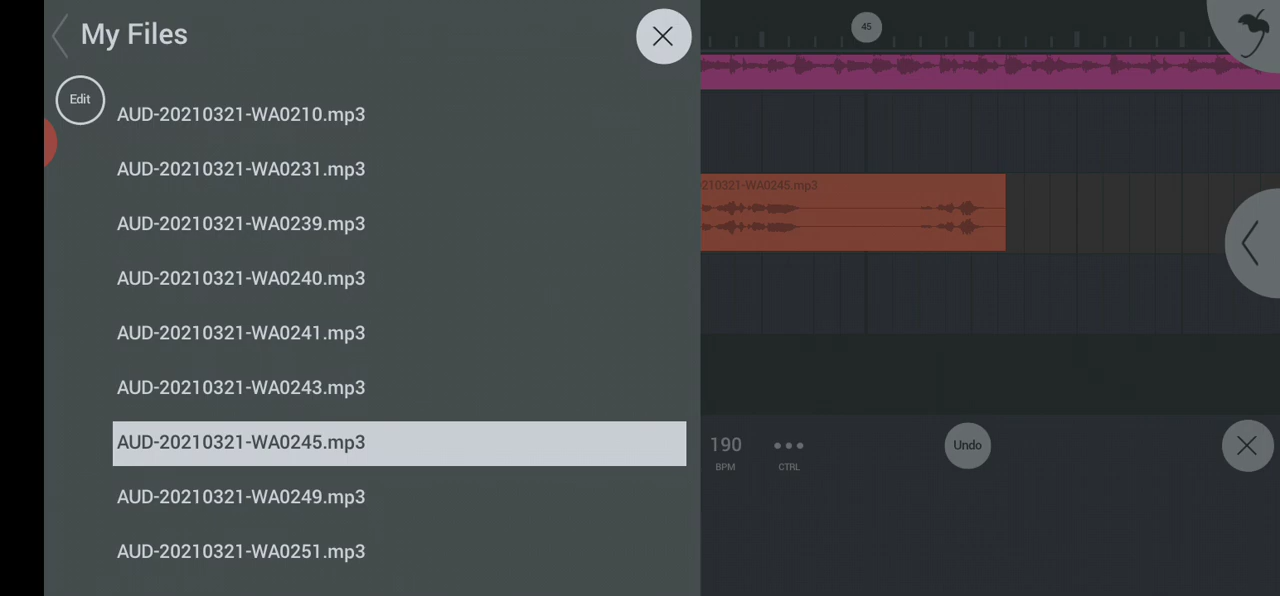 My Files
Edit
AUD-20210321-WA0210.mp3
AUD-20210321-WA0231.mp3
AUD-20210321-WA0239.mp3
AUD-20210321-WA0240.mp3
AUD-20210321-WA0241.mp3
AUD-20210321-WA0243.mp3
AUD-20210321-WA0245.mp3
AUD-20210321-WA0249.mp3
AUD-20210321-WA0251.mp3
45
210321-WA0245.mp3
190
BPM
CTRL
Undo